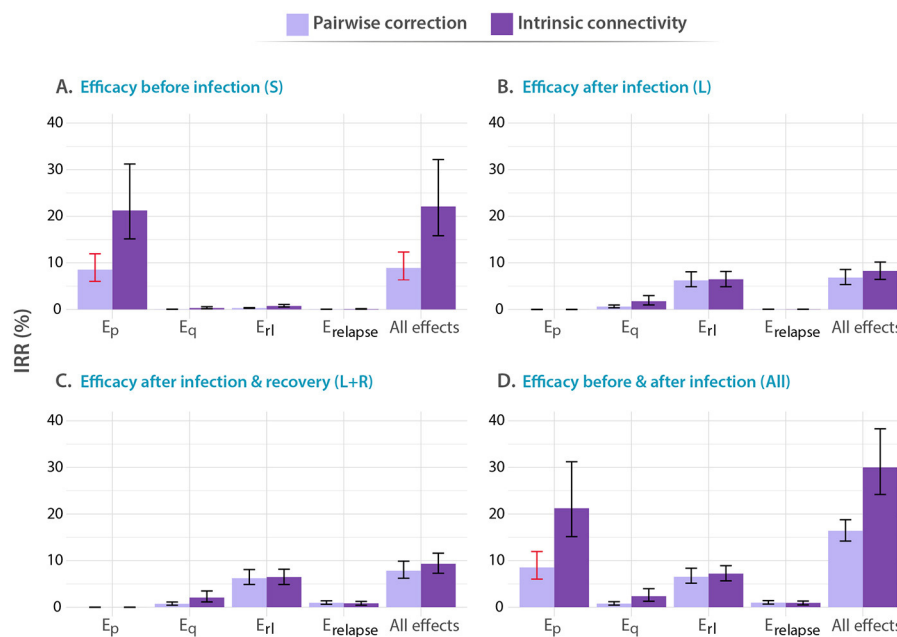 Pairwise correction Intrinsic connectivity
A. Efficacy before infection (S)
B. Efficacy after infection (L)
40
30
20
10
0
Ep Eq Erl Erelapse All effects
40
30
20
10
0
Ep Eq Erl Erelapse All effects
IRR (%)
C. Efficacy after infection & recovery (L+R)
D. Efficacy before & after infection (All)
40
30
20
10
0
Ep Eq Erl Erelapse All effects
40
30
20
10
0
Ep Eq Erl Erelapse All effects